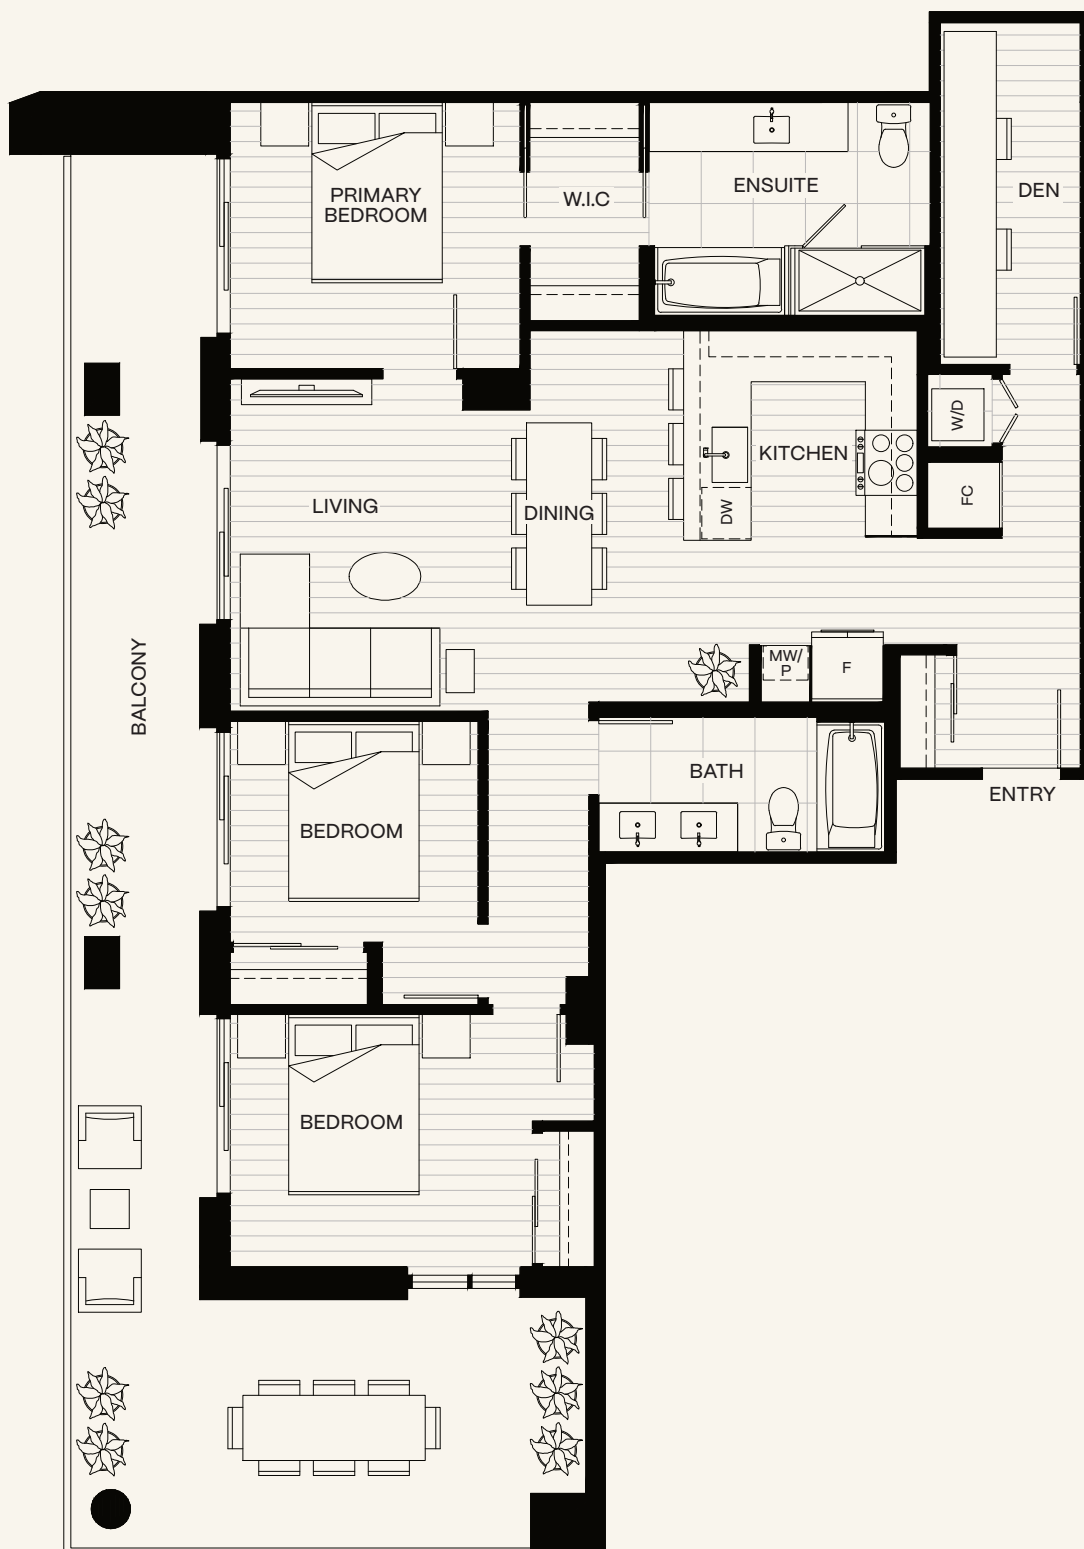 PRIMARY
BEDROOM
W.I.C
ENSUITE
DEN
W/D
KITCHEN
FC
LIVING
DINING
DW
BALCONY
MW/
P
F
BATH
ENTRY
BEDROOM
BEDROOM